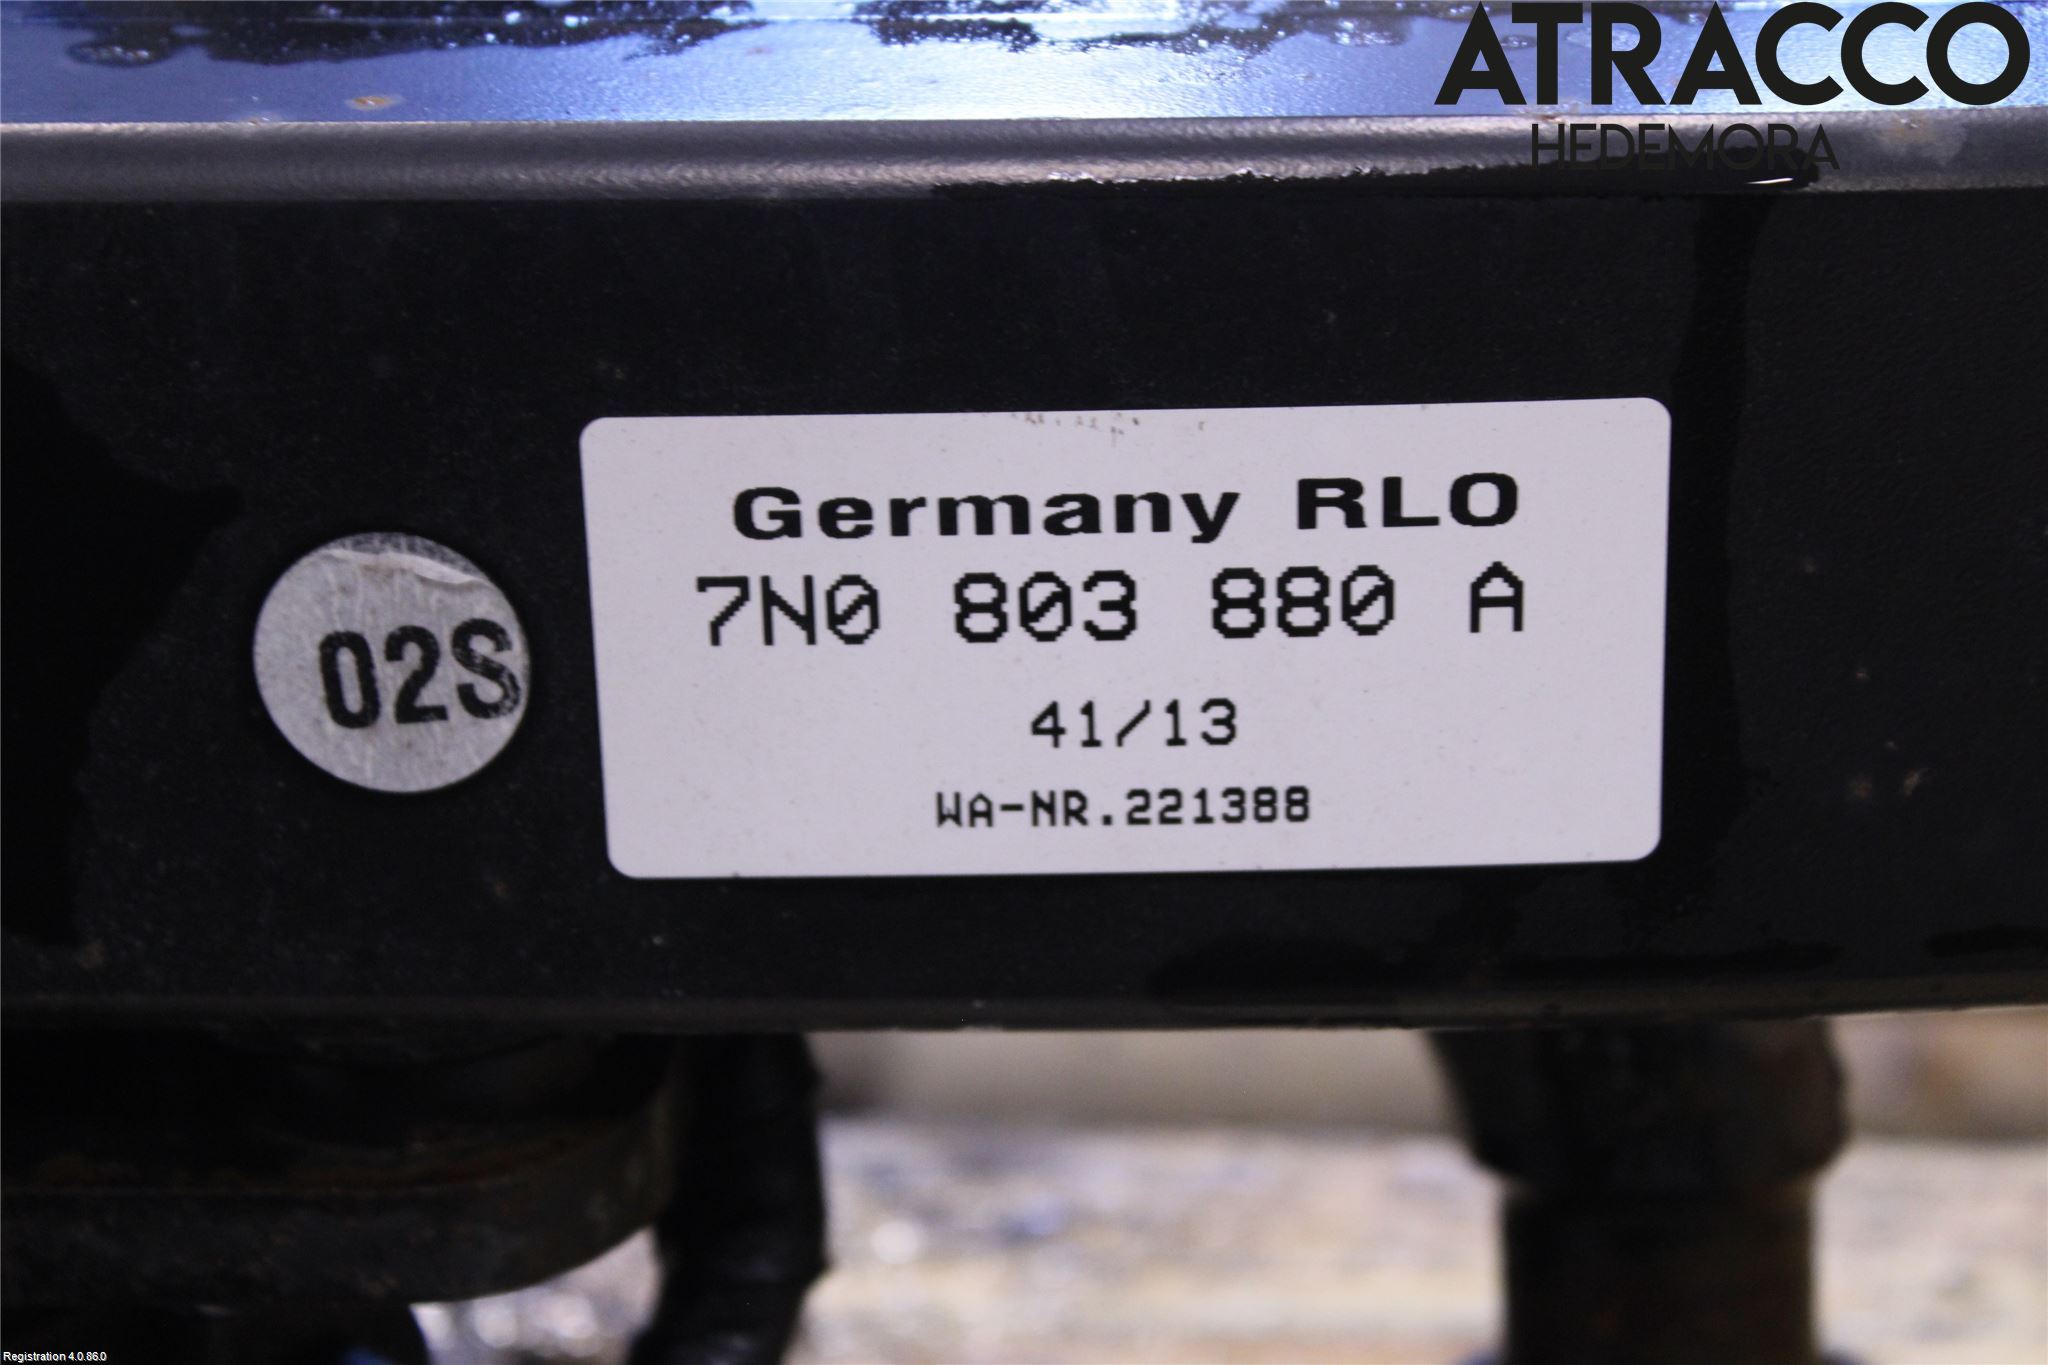 ATRACCO
HEDEMORA
Germany RLO
7N0 803 880 A
02S
41/13
WA-NR.221388
Registration 4.0.86.0